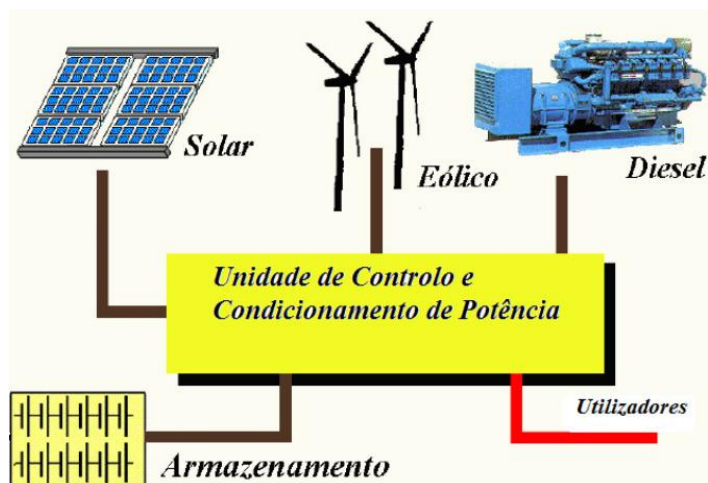 Solar
Eólico
Diesel
Unidade de Controlo e
Condicionamento de Potência
Utilizadores
Armazenamento